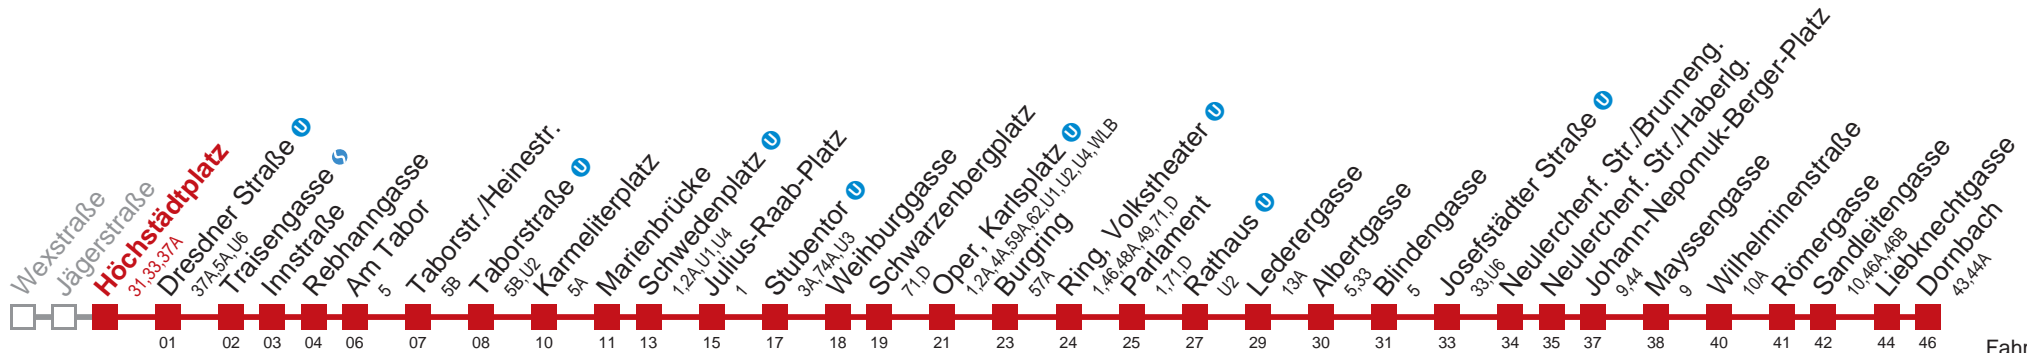 Wexstraße
Jägerstraße
Höchstädtplatz
31,33,37A
Dresdner Straße U
37A,5A,U6
Traisengasse
Innstraße
Rebhanngasse
Am Tabor
5
Taborstr./Heinestr.
5B
Taborstraße U
5B,U2
Karmeliterplatz
5A
Marienbrücke
Schwedenplatz U
1,2A,U1,U4
Julius-Raab-Platz
1
Stubentor U
3A,74A,U3
Weihburggasse
Schwarzenbergplatz
71,D
Oper, Karlsplatz U
1,2A,4A,59A,62,U1,U2,U4,WLB
Burgring
57A
Ring, Volkstheater U
1,46,48A,49,71,D
Parlament
1,71,D
Rathaus U
U2
Lederergasse
13A
Albertgasse
5,33
Blindengasse
5
Josefstädter Straße U
33,U6
Neulerchenf. Str./Brunneng.
Neulerchenf. Str./Haberlg.
Johann-Nepomuk-Berger-Platz
9,44
Mayssengasse
9
Wilhelminenstraße
10A
Römergasse
Sandleitengasse
10,46A,46B
Liebknechtgasse
Dornbach
43,44A
01 02 03 04 06 07 08 10 11 13 15 17 18 19 21 23 24 25 27 29 30 31 33 34 35 37 38 40 41 42 44 46
Fahr